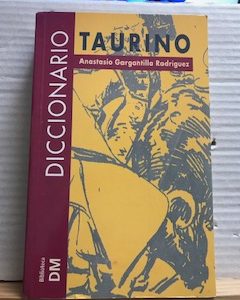 DICCIONARIO
TAURINO
Anastasio Gargantilla Rodríguez
Biblioteca
DM